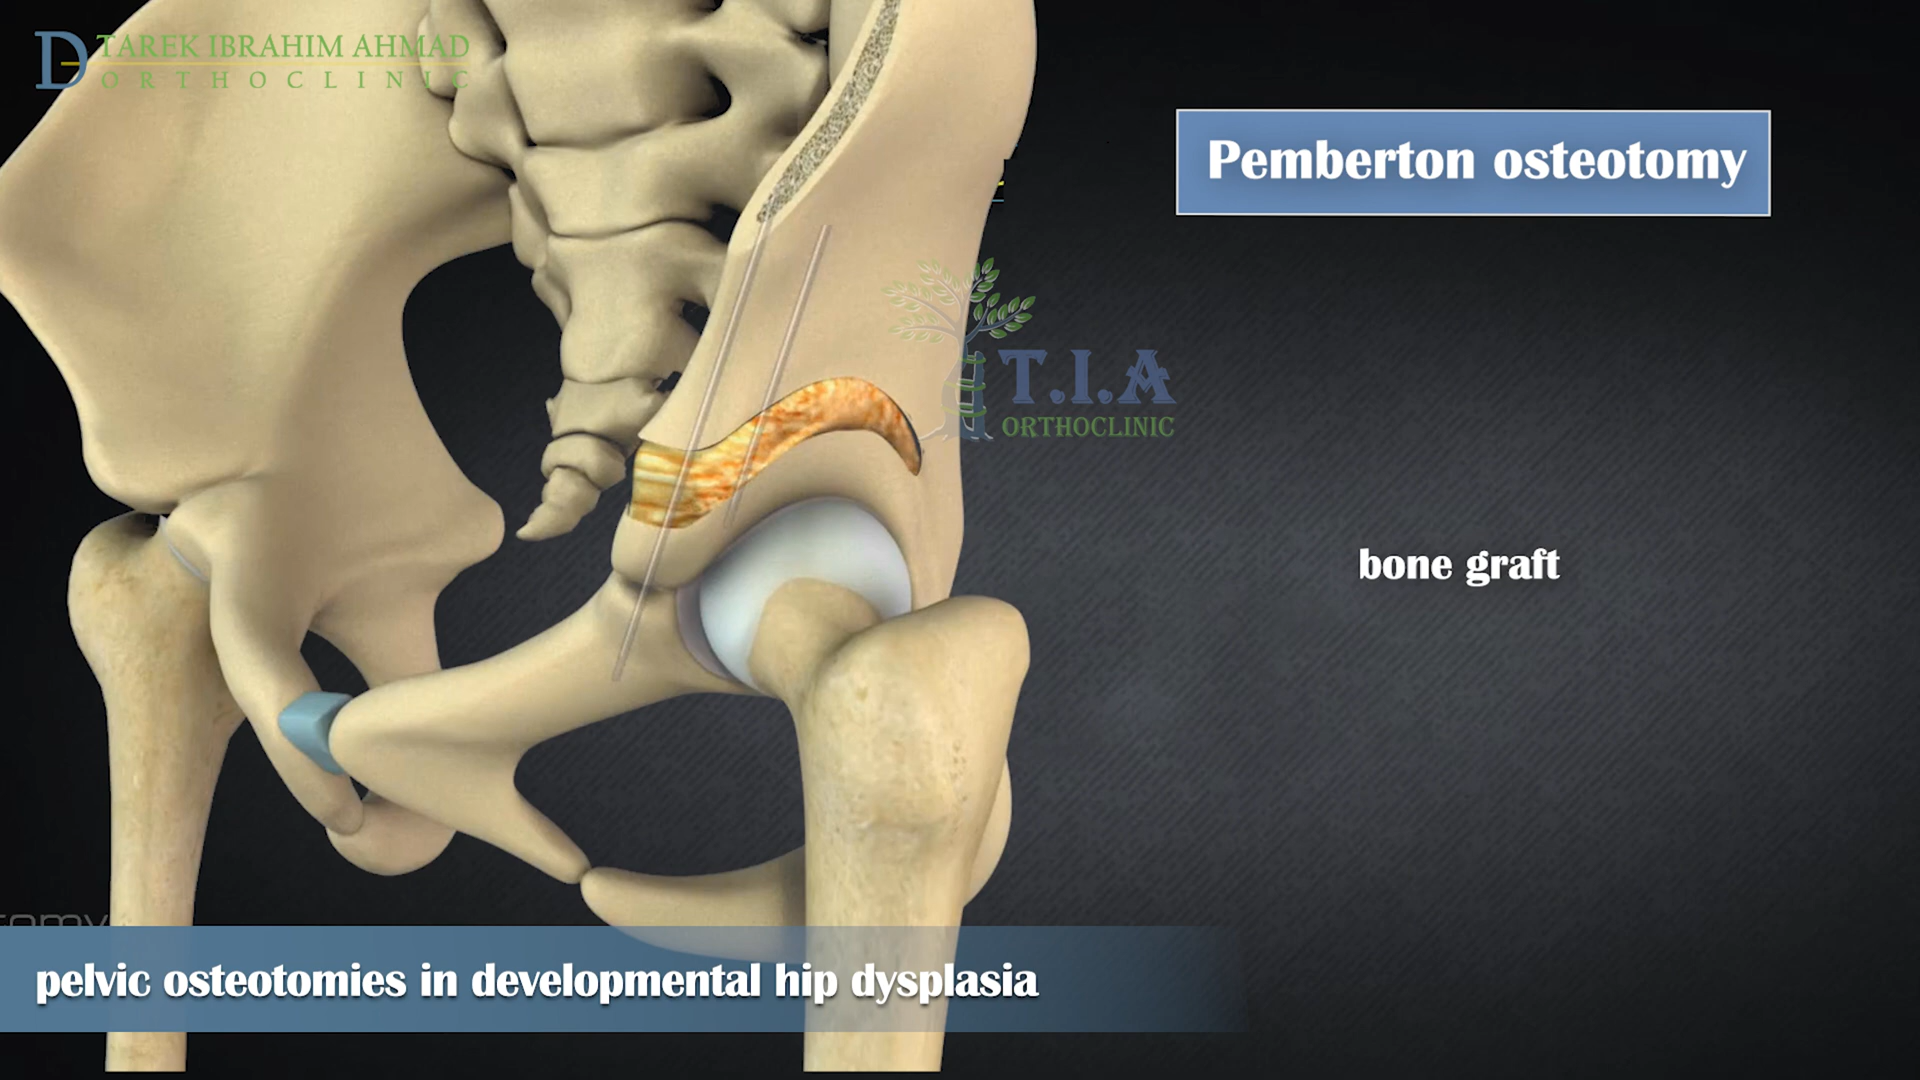 TAREK IBRAHIM AHMAD
ORTHOCLINIC
Pemberton osteotomy
T.I.A
ORTHOCLINIC
bone graft
pelvic osteotomies in developmental hip dysplasia